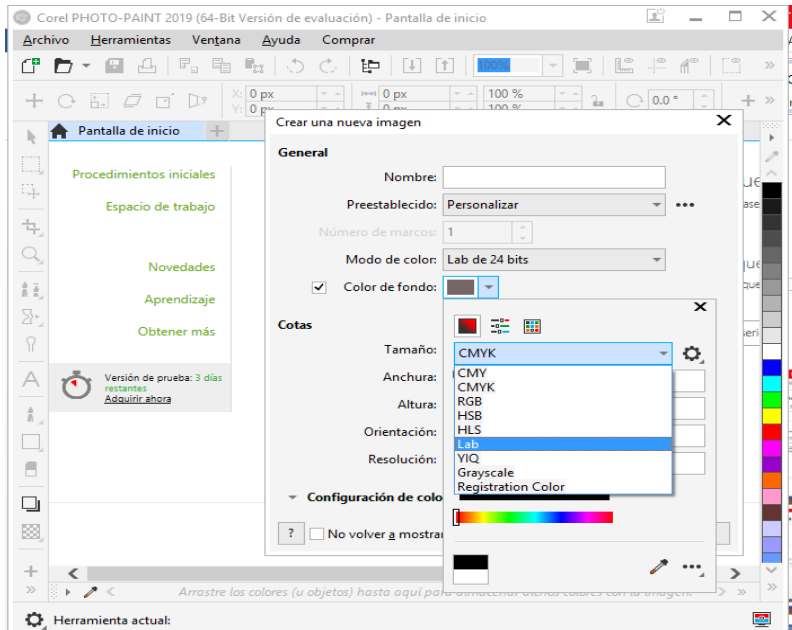 Corel PHOTO-PAINT 2019 (64-Bit Versión de evaluación) - Pantalla de inicio
Archivo Herramientas Ventana Ayuda Comprar
100%
X: 0 px 0 px 100 % 0.0 °
Y: 0 px 0 px 100 %
Pantalla de inicio
Procedimientos iniciales
Espacio de trabajo
Novedades
Aprendizaje
Obtener más
Versión de prueba: 3 días
restantes
Adquirir ahora
Crear una nueva imagen
General
Nombre:
Preestablecido: Personalizar
Número de marcos: 1
Modo de color: Lab de 24 bits
Color de fondo:
Cotas
Tamaño: CMYK
Anchura:
Altura:
Orientación:
Resolución:
CMY
CMYK
RGB
HSB
HLS
Lab
YIQ
Grayscale
Registration Color
Configuración de colo
? No volver a mostrar
Arrastre los colores (u objetos) hasta aquí para almacenar dichos colores con la imagen.
Herramienta actual: